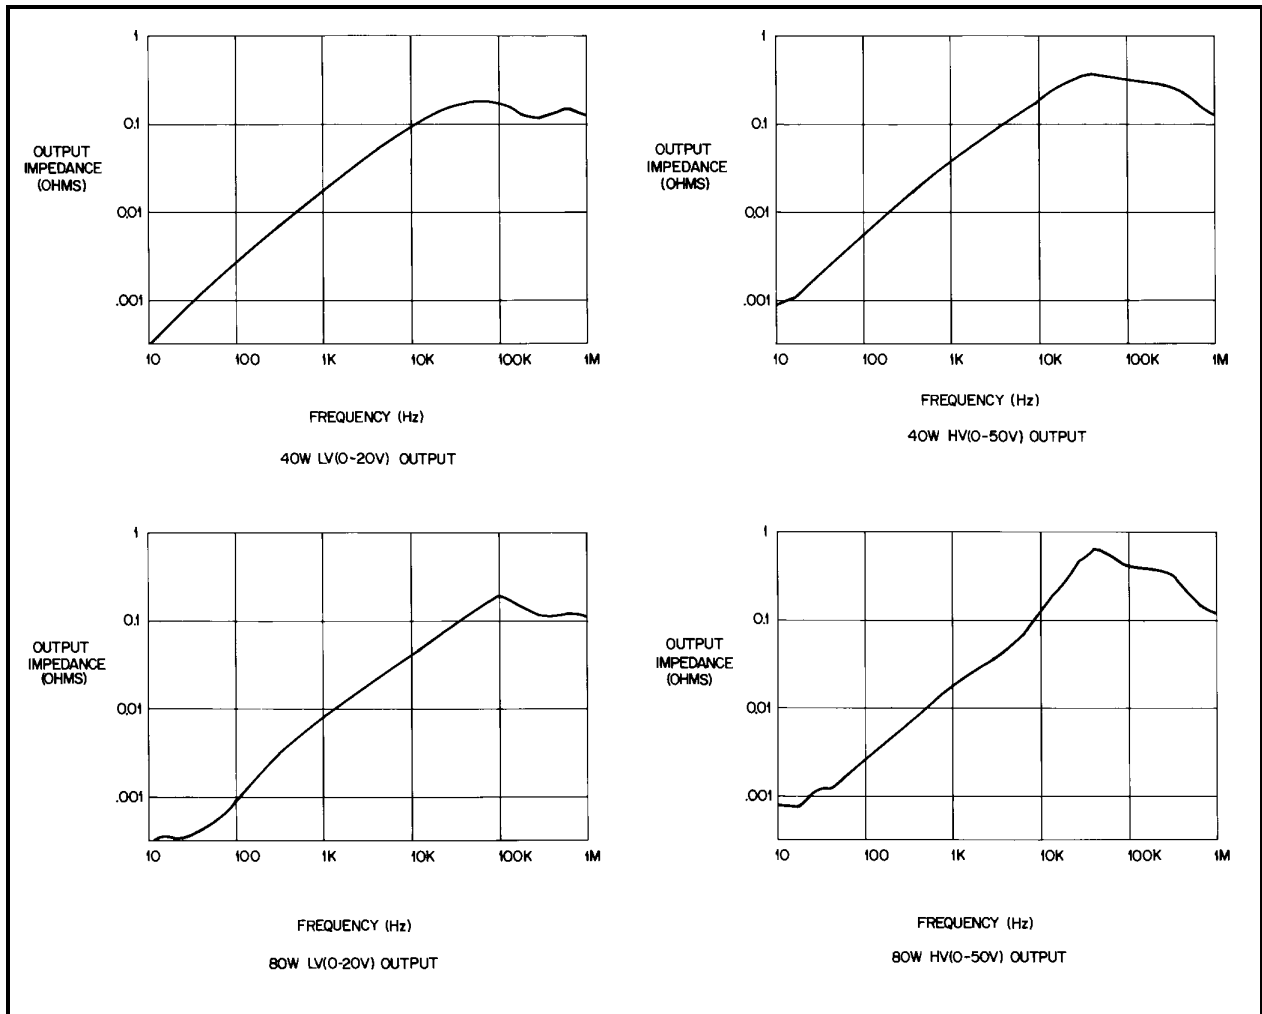 1
0.1
OUTPUT
IMPEDANCE
(OHMS)
0.01
.001
10 100 1K 10K 100K 1M
FREQUENCY (Hz)
40W LV(0-20V) OUTPUT
1
0.1
OUTPUT
IMPEDANCE
(OHMS)
0.01
.001
10 100 1K 10K 100K 1M
FREQUENCY (Hz)
40W HV(0-50V) OUTPUT
1
0.1
OUTPUT
IMPEDANCE
(OHMS)
0.01
.001
10 100 1K 10K 100K 1M
FREQUENCY (Hz)
80W LV(0-20V) OUTPUT
1
0.1
OUTPUT
IMPEDANCE
(OHMS)
0.01
.001
10 100 1K 10K 100K 1M
FREQUENCY (Hz)
80W HV(0-50V) OUTPUT